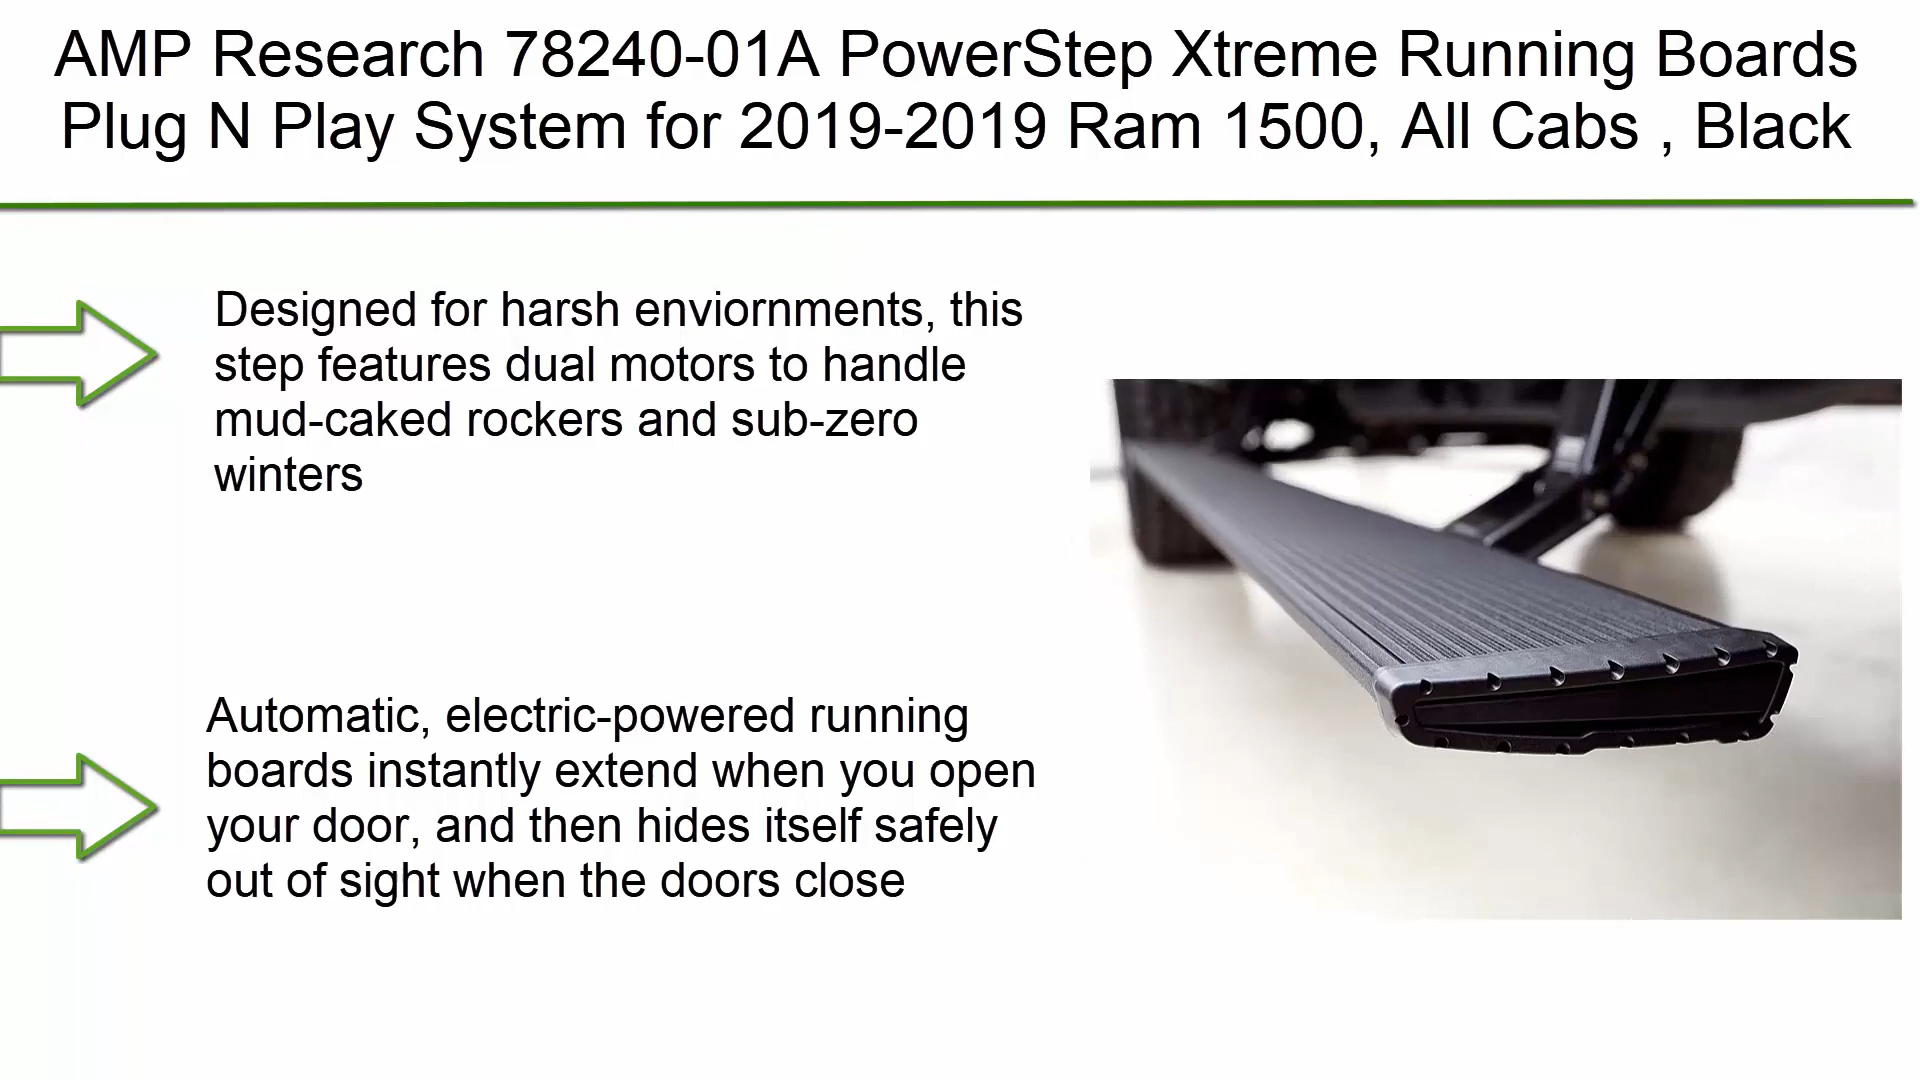 AMP Research 78240-01A PowerStep Xtreme Running Boards
Plug N Play System for 2019-2019 Ram 1500, All Cabs , Black
Designed for harsh enviornments, this
step features dual motors to handle
mud-caked rockers and sub-zero
winters
Automatic, electric-powered running
boards instantly extend when you open
your door, and then hides itself safely
out of sight when the doors close